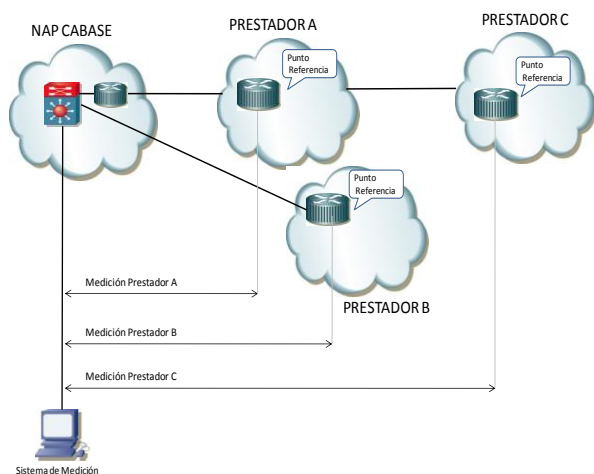 NAP CABASE
PRESTADOR A
PRESTADOR C
Punto
Referencia
Punto
Referencia
Punto
Referencia
Medición Prestador A
PRESTADOR B
Medición Prestador B
Medición Prestador C
Sistema de Medición